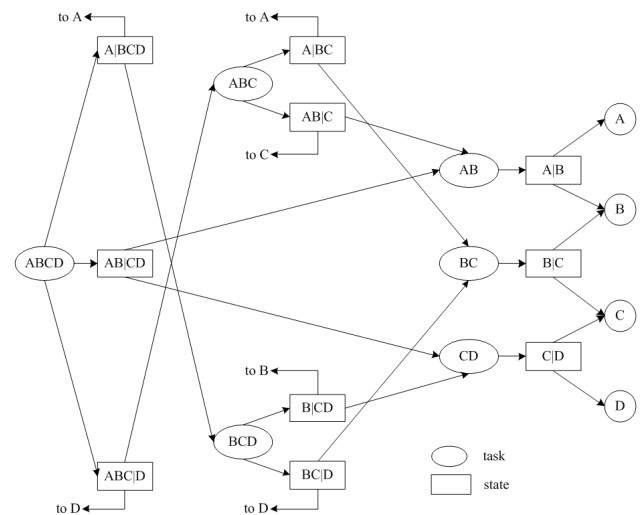 to A
to A
A|BCD
A|BC
ABC
AB|C
A
to C
AB
A|B
B
ABCD
AB|CD
BC
B|C
C
CD
C|D
to B
B|CD
D
BCD
task
ABC|D
BC|D
state
to D
to D